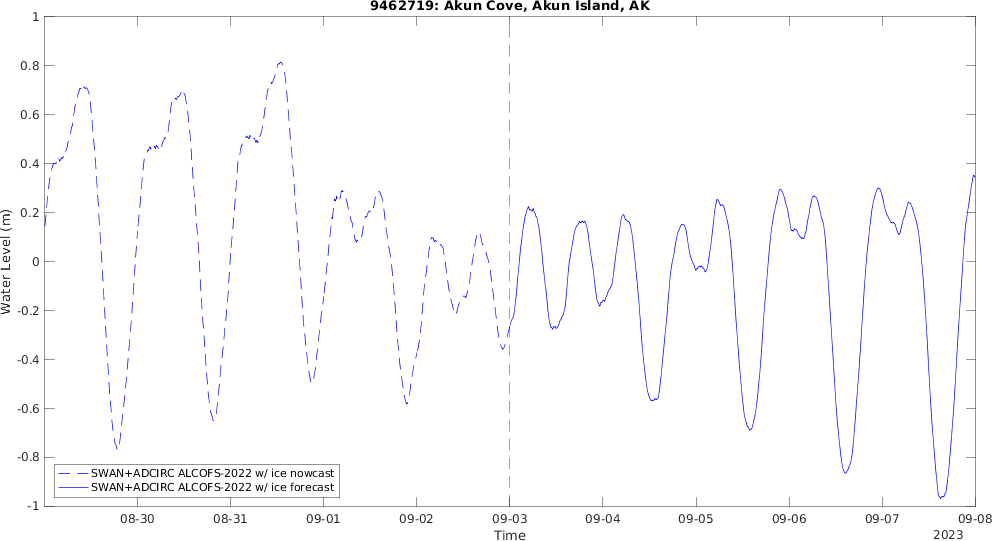 9462719: Akun Cove, Akun Island, AK
1
0.8
0.6
0.4
0.2
0
-0.2
-0.4
-0.6
-0.8
-1
Water Level (m)
SWAN+ADCIRC ALCOFS-2022 w/ ice nowcast
SWAN+ADCIRC ALCOFS-2022 w/ ice forecast
08-30 08-31 09-01 09-02 09-03 09-04 09-05 09-06 09-07 09-08
Time
2023